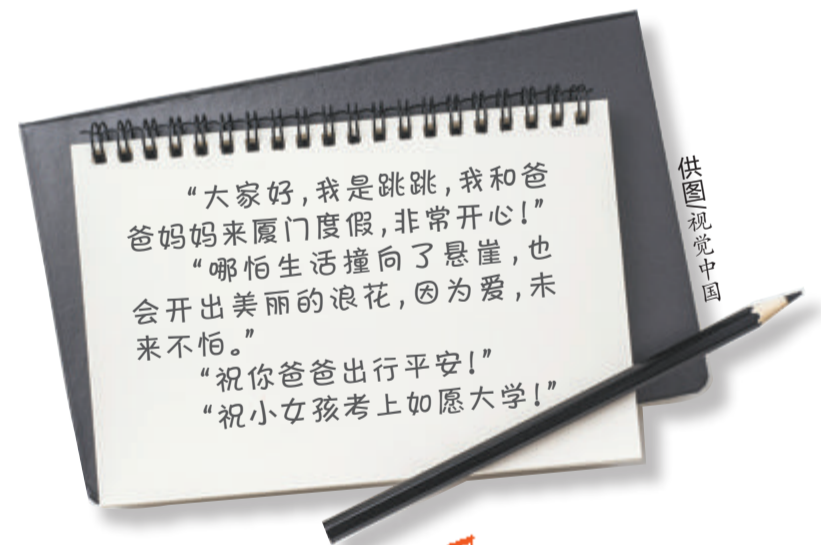 “大家好，我是跳跳，我和爸
爸妈妈来厦门度假，非常开心！”
“哪怕生活撞向了悬崖，也
会开出美丽的浪花，因为爱，未
来不怕。”
“祝你爸爸出行平安！”
“祝小女孩考上如愿大学！”
供图/视觉中国